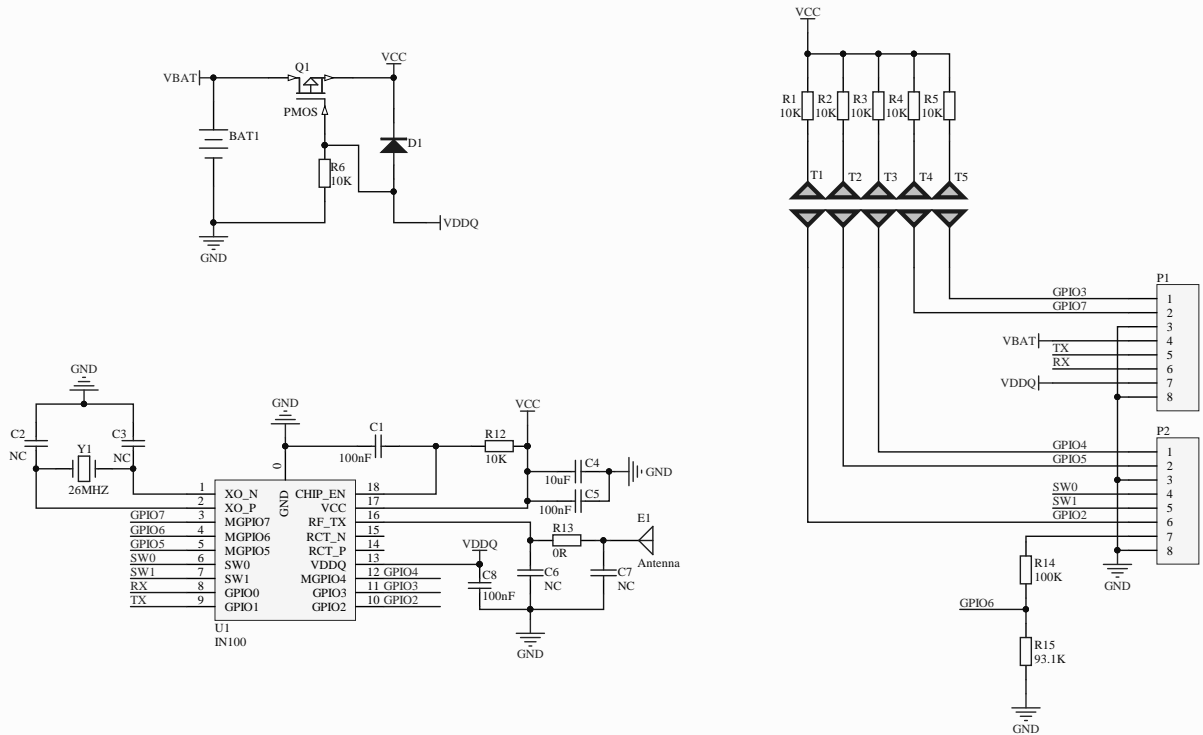 VBAT
Q1
PMOS
VCC
BAT1
R6
10K
D1
VDDQ
GND
VCC
R1
10K
R2
10K
R3
10K
R4
10K
R5
10K
T1
T2
T3
T4
T5
P1
GPIO3
1
GPIO7
2
3
VBAT
4
TX
5
RX
6
VDDQ
7
8
P2
GPIO4
1
GPIO5
2
3
SW0
4
SW1
5
GPIO2
6
7
8
GND
R14
100K
GPIO6
R15
93.1K
GND
GND
C2
NC
C3
NC
Y1
26MHZ
GND
0
GND
C1
100nF
R12
10K
VCC
C4
10uF
GND
C5
100nF
1 XO_N
2 XO_P
GPIO7 3 MGPIO7
GPIO6 4 MGPIO6
GPIO5 5 MGPIO5
SW0 6 SW0
SW1 7 SW1
RX 8 GPIO0
TX 9 GPIO1
CHIP_EN 18
VCC 17
RF_TX 16
RCT_N 15
RCT_P 14
VDDQ 13
MGPIO4 12 GPIO4
GPIO3 11 GPIO3
GPIO2 10 GPIO2
U1
IN100
VDDQ
C8
100nF
C6
NC
R13
0R
C7
NC
E1
Antenna
GND